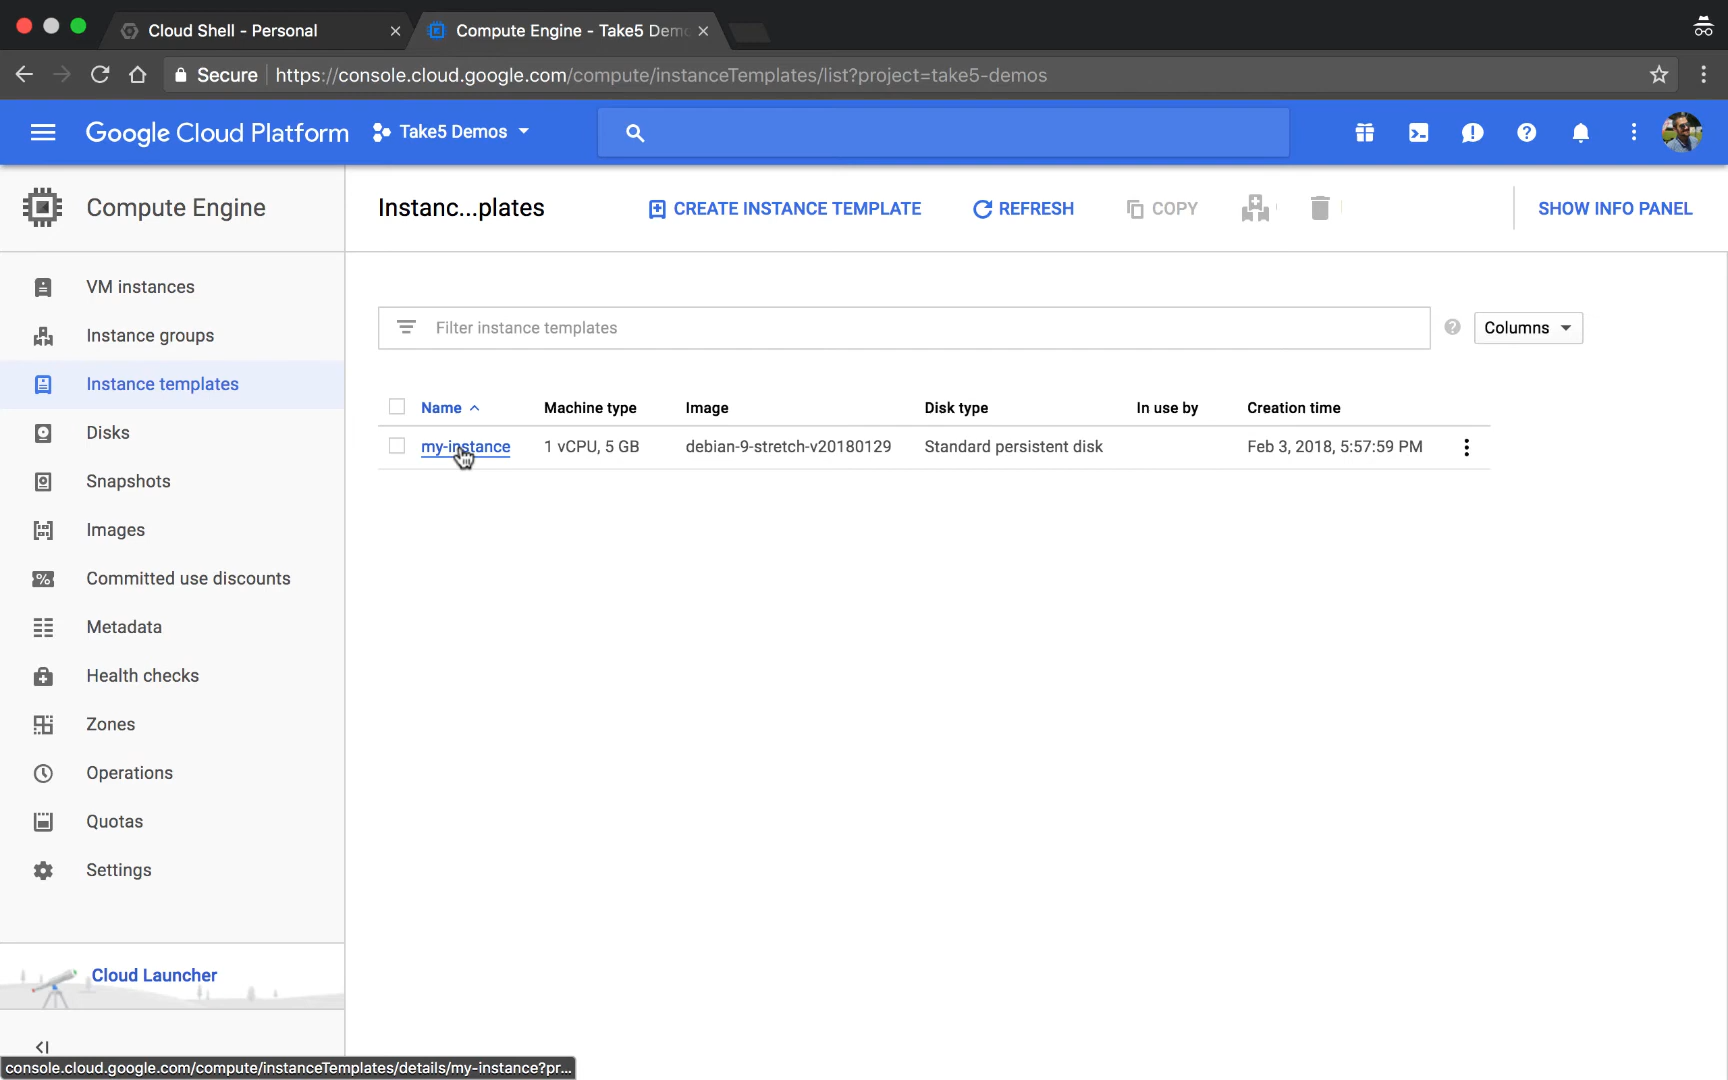 Cloud Shell - Personal
Compute Engine - Take5 Dem
Secure
https://console.cloud.google.com/compute/instanceTemplates/list?project=take5-demos
Google Cloud Platform
Take5 Demos
Compute Engine
Instanc...plates
CREATE INSTANCE TEMPLATE
REFRESH
COPY
SHOW INFO PANEL
VM instances
Instance groups
Instance templates
Disks
Snapshots
Images
Committed use discounts
Metadata
Health checks
Zones
Operations
Quotas
Settings
Cloud Launcher
Filter instance templates
Columns
Name Machine type Image Disk type In use by Creation time
my-instance 1 vCPU, 5 GB debian-9-stretch-v20180129 Standard persistent disk Feb 3, 2018, 5:57:59 PM
console.cloud.google.com/compute/instanceTemplates/details/my-instance?pr...